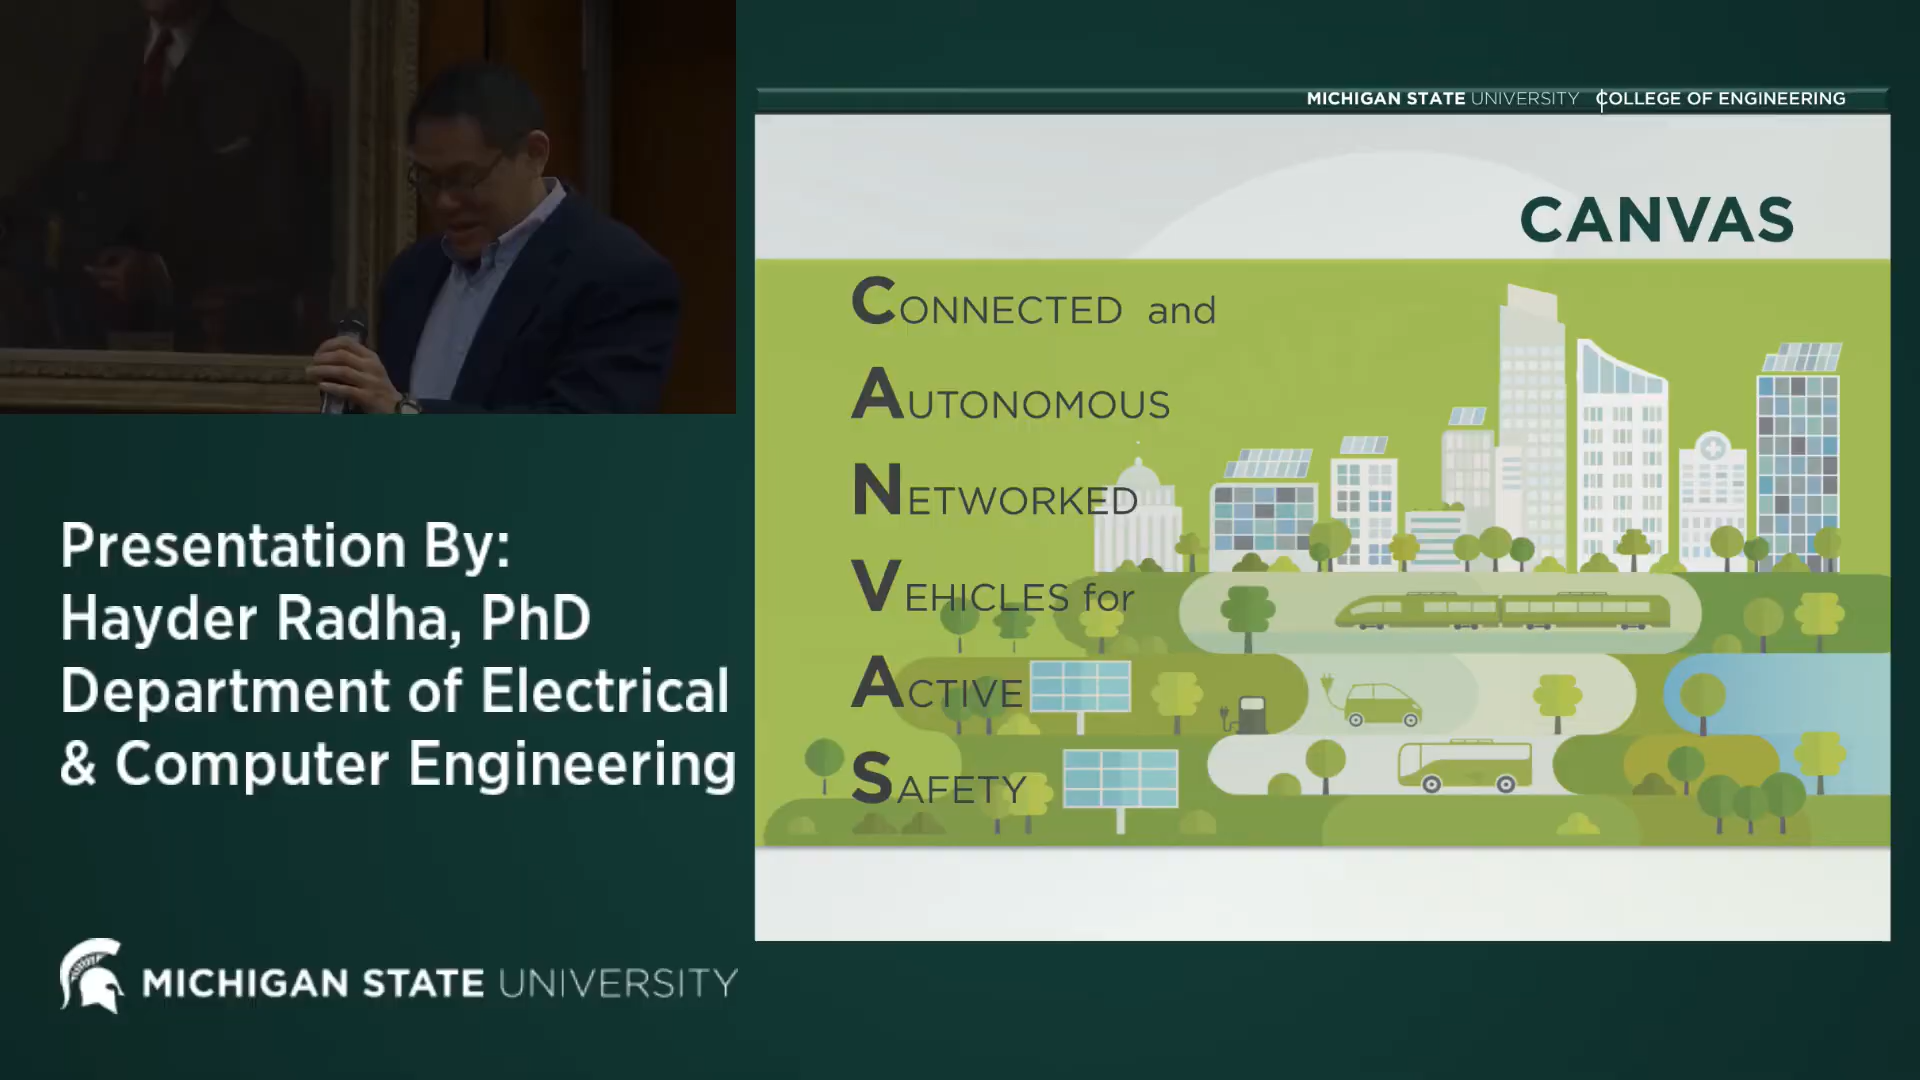 MICHIGAN STATE UNIVERSITY COLLEGE OF ENGINEERING
CANVAS
CONNECTED and
AUTONOMOUS
NETWORKED
VEHICLES for
ACTIVE
SAFETY
Presentation By:
Hayder Radha, PhD
Department of Electrical
& Computer Engineering
MICHIGAN STATE UNIVERSITY